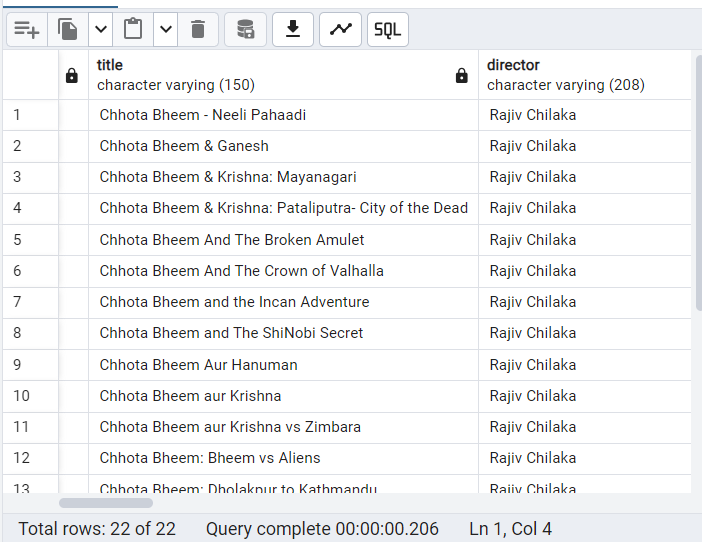 SQL
title director
character varying (150) character varying (208)
1 Chhota Bheem - Neeli Pahaadi Rajiv Chilaka
2 Chhota Bheem & Ganesh Rajiv Chilaka
3 Chhota Bheem & Krishna: Mayanagari Rajiv Chilaka
4 Chhota Bheem & Krishna: Pataliputra- City of the Dead Rajiv Chilaka
5 Chhota Bheem And The Broken Amulet Rajiv Chilaka
6 Chhota Bheem And The Crown of Valhalla Rajiv Chilaka
7 Chhota Bheem and the Incan Adventure Rajiv Chilaka
8 Chhota Bheem and The ShiNobi Secret Rajiv Chilaka
9 Chhota Bheem Aur Hanuman Rajiv Chilaka
10 Chhota Bheem aur Krishna Rajiv Chilaka
11 Chhota Bheem aur Krishna vs Zimbara Rajiv Chilaka
12 Chhota Bheem: Bheem vs Aliens Rajiv Chilaka
13 Chhota Bheem: Dholakpur to Kathmandu Rajiv Chilaka
Total rows: 22 of 22 Query complete 00:00:00.206 Ln 1, Col 4